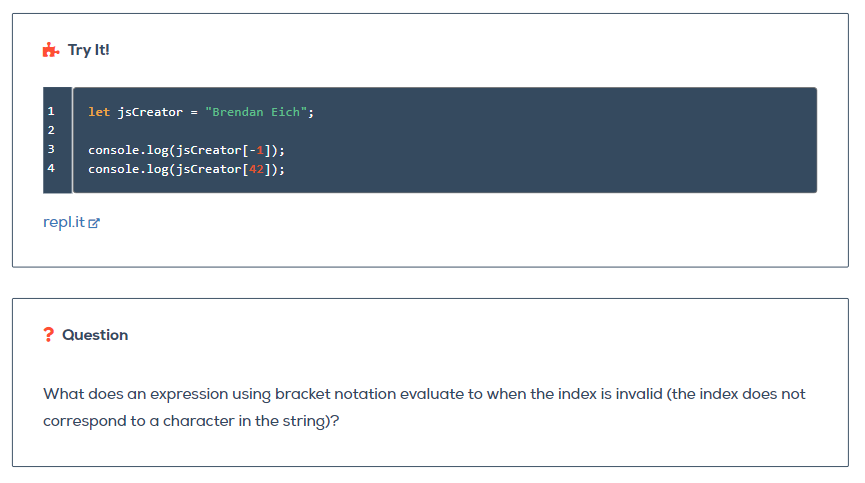 Try It!
1 let jsCreator = "Brendan Eich";
2
3 console.log(jsCreator[-1]);
4 console.log(jsCreator[42]);
repl.it
? Question
What does an expression using bracket notation evaluate to when the index is invalid (the index does not
correspond to a character in the string)?